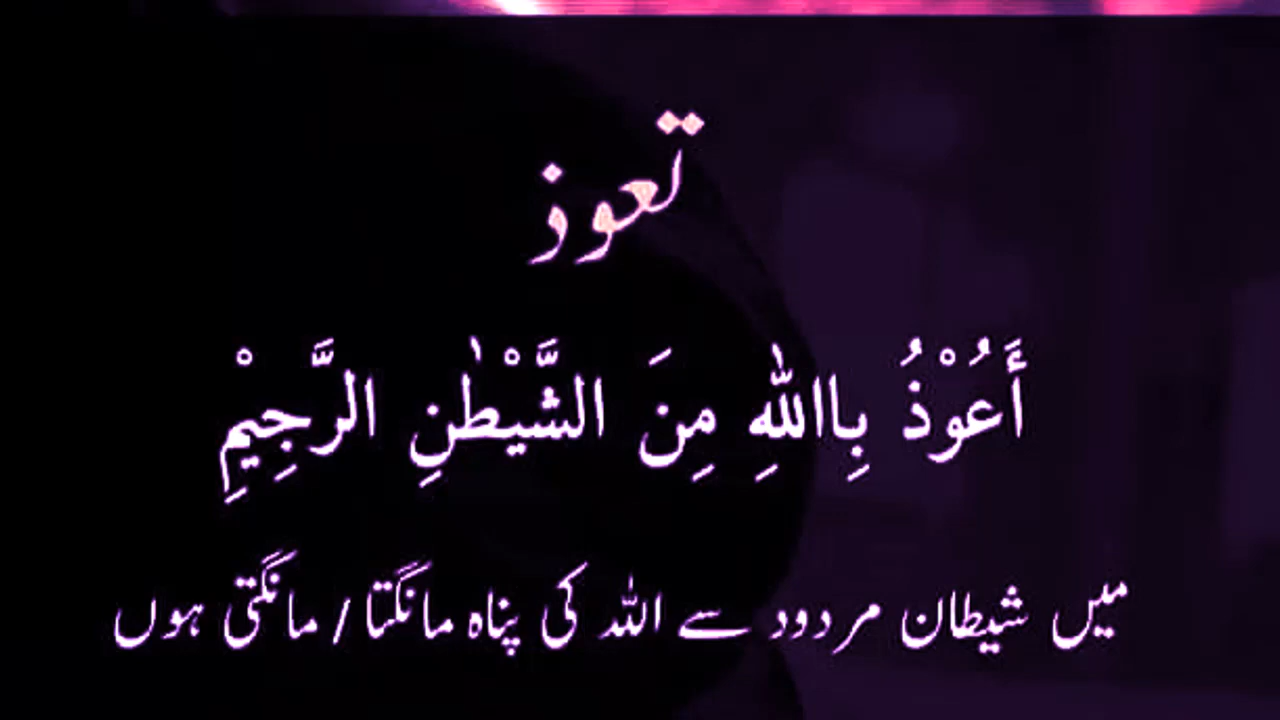 تعوذ
أَعُوْذُ بِااللهِ مِنَ الشَّيْطٰنِ الرَّجِيْمِ
میں شیطان مردود سے اللہ کی پناہ مانگتا / مانگتی ہوں